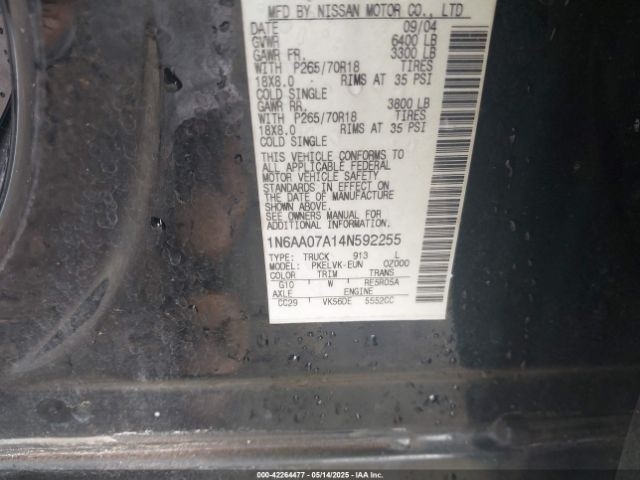 MFD BY NISSAN MOTOR CO., LTD
DATE 09/04
GVWR 6400 LB
GAWR FR. 3300 LB
WITH P265/70R18 TIRES
18X8.0 RIMS AT 35 PSI
COLD SINGLE
GAWR RR. 3800 LB
WITH P265/70R18 TIRES
18X8.0 RIMS AT 35 PSI
COLD SINGLE
THIS VEHICLE CONFORMS TO
ALL APPLICABLE FEDERAL
MOTOR VEHICLE SAFETY
STANDARDS IN EFFECT ON
THE DATE OF MANUFACTURE
SHOWN ABOVE.
SEE OWNERS MANUAL FOR
ADDITIONAL INFORMATION.
1N6AA07A14N592255
TYPE: TRUCK 913 L
MODEL: PKELVK-EUN 0Z000
COLOR TRIM TRANS
G10 W RE5R05A
AXLE ENGINE
CC29 VK56DE 5552CC
000-42264477 - 05/14/2025 - IAAI.COM